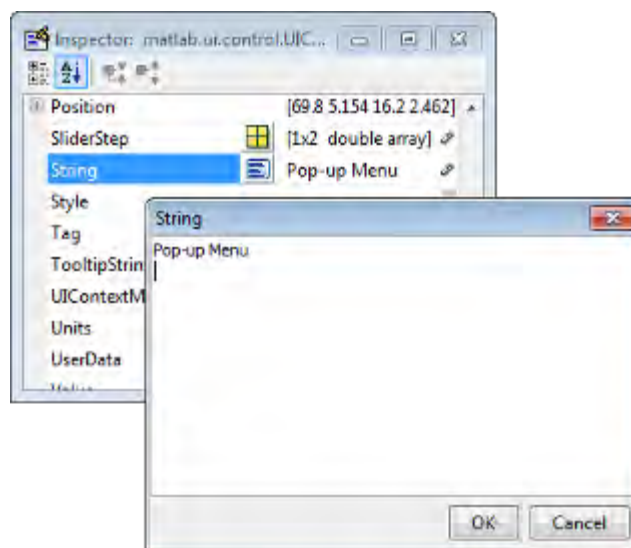 Inspector: matlab.ui.control.UIC...
Position [69.8 5.154 16.2 2.462]
SliderStep [1x2 double array]
String Pop-up Menu
Style
Tag
TooltipStrin
UIContextM
Units
UserData
String
Pop-up Menu
OK Cancel